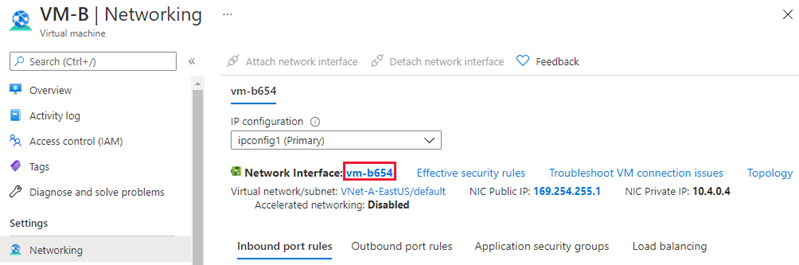 VM-B | Networking
Virtual machine
Search (Ctrl+/)
«
Overview
Activity log
Access control (IAM)
Tags
Diagnose and solve problems
Settings
Networking
Attach network interface Detach network interface Feedback
vm-b654
IP configuration
ipconfig1 (Primary)
Network Interface: vm-b654 Effective security rules Troubleshoot VM connection issues Topology
Virtual network/subnet: VNet-A-EastUS/default NIC Public IP: 169.254.255.1 NIC Private IP: 10.4.0.4
Accelerated networking: Disabled
Inbound port rules Outbound port rules Application security groups Load balancing